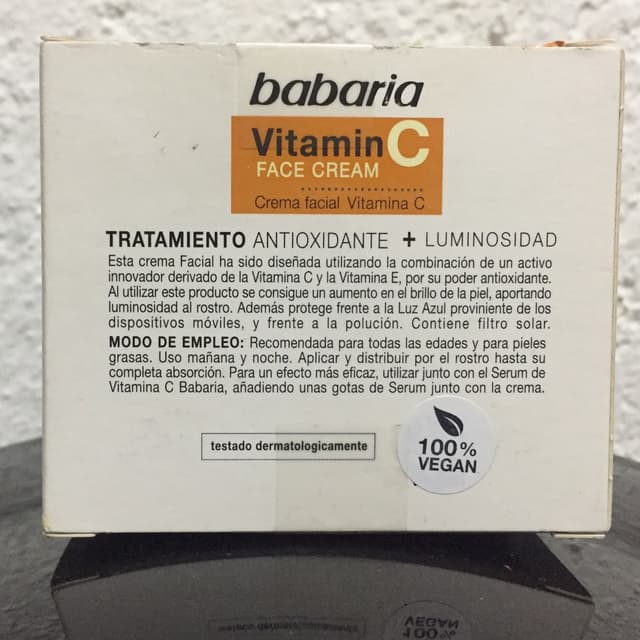 babaria
Vitamin C
FACE CREAM
Crema facial Vitamina C
TRATAMIENTO ANTIOXIDANTE + LUMINOSIDAD
Esta crema Facial ha sido diseñada utilizando la combinación de un activo
innovador derivado de la Vitamina C y la Vitamina E, por su poder antioxidante.
Al utilizar este producto se consigue un aumento en el brillo de la piel, aportando
luminosidad al rostro. Además protege frente a la Luz Azul proviniente de los
dispositivos móviles, y frente a la polución. Contiene filtro solar.
MODO DE EMPLEO: Recomendada para todas las edades y para pieles
grasas. Uso mañana y noche. Aplicar y distribuir por el rostro hasta su
completa absorción. Para un efecto más eficaz, utilizar junto con el Serum de
Vitamina C Babaria, añadiendo unas gotas de Serum junto con la crema.
testado dermatologicamente
100%
VEGAN